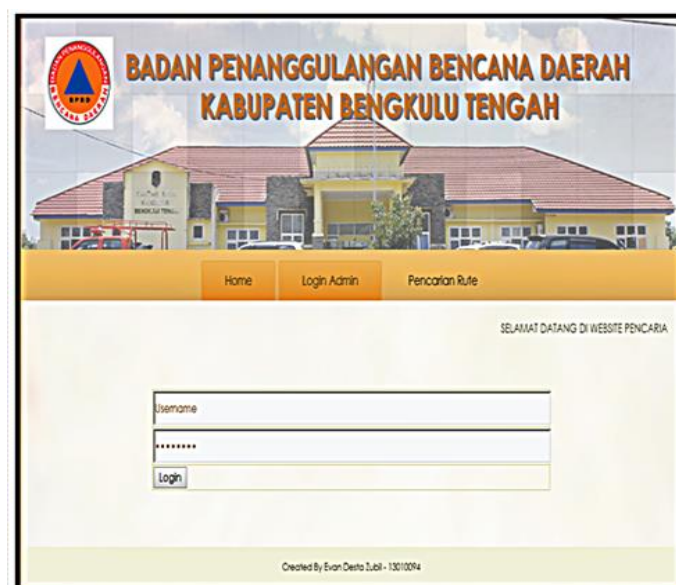 BADAN PENANGGULANGAN BENCANA DAERAH
KABUPATEN BENGKULU TENGAH
BPBD
Home Login Admin Pencarian Rute
SELAMAT DATANG DI WEBSITE PENCARIA
Username
••••••••
Login
Created By Evan Desta Zubil - 13010094